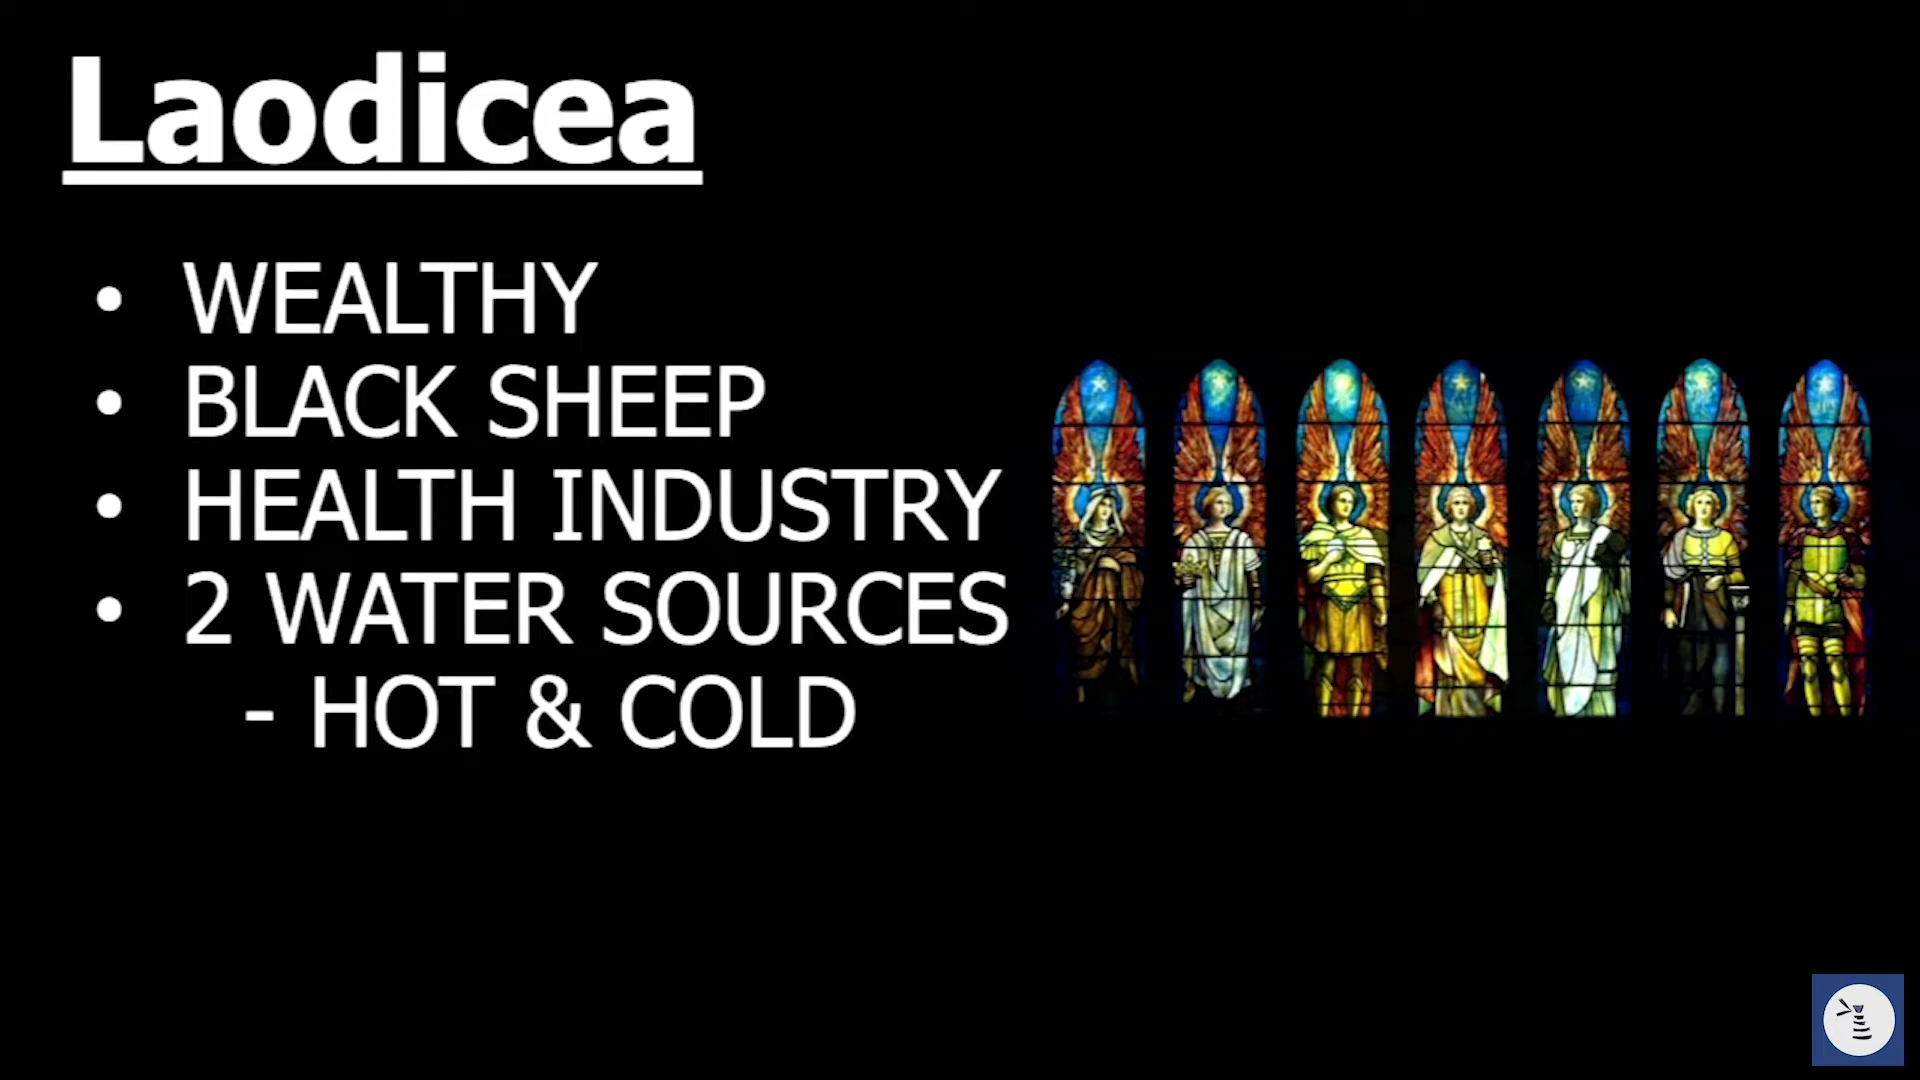 Laodicea
• WEALTHY
• BLACK SHEEP
• HEALTH INDUSTRY
• 2 WATER SOURCES
- HOT & COLD